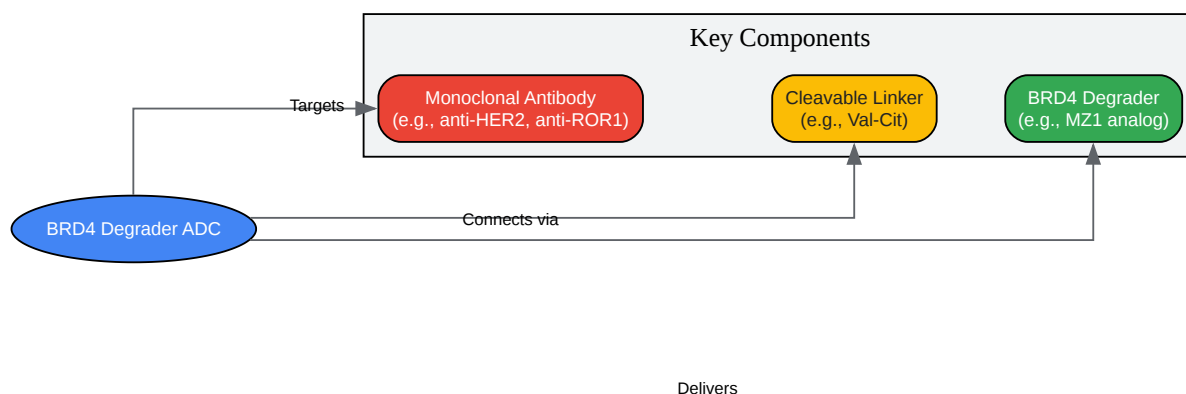 Key Components
Monoclonal Antibody
(e.g., anti-HER2, anti-ROR1)
Cleavable Linker
(e.g., Val-Cit)
BRD4 Degrader
(e.g., MZ1 analog)
Targets
BRD4 Degrader ADC
Connects via
Delivers